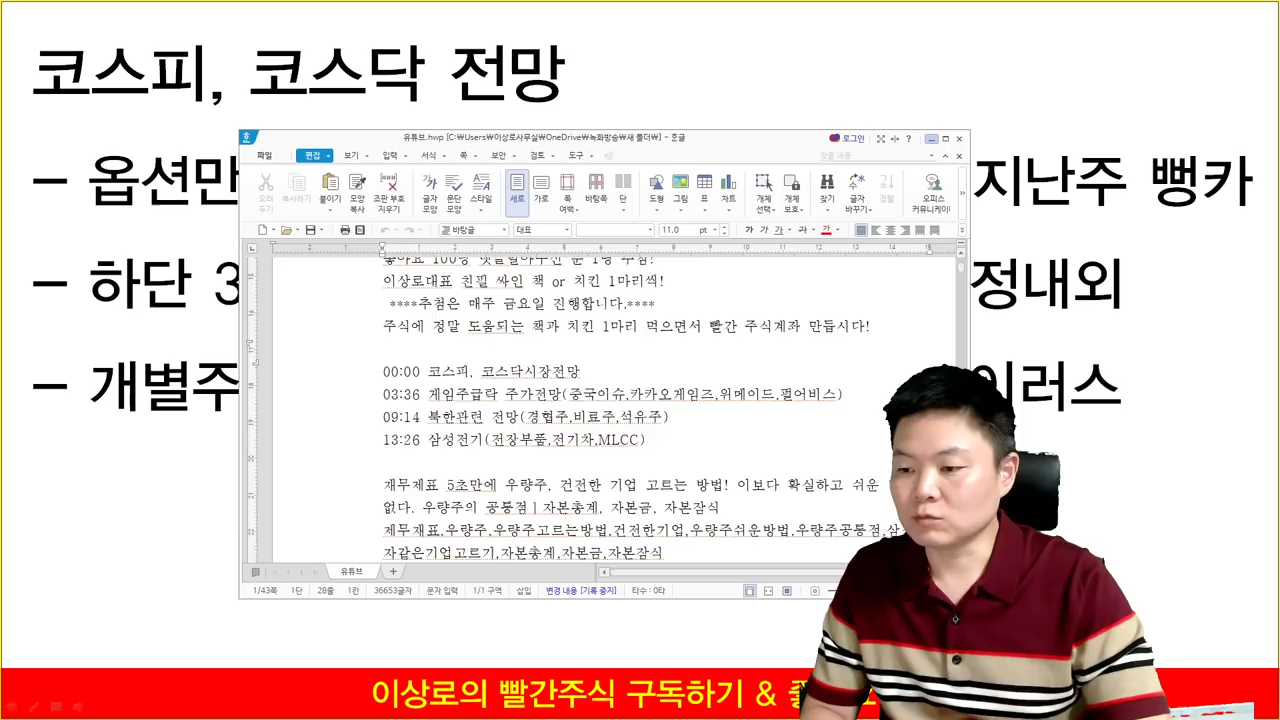 코스피, 코스닥 전망
– 옵션만
지난주 뻥카
– 하단 3
정내외
– 개별주
이러스
유튜브.hwp [C:₩Users₩이상로사무실₩OneDrive₩녹화방송₩새 폴더₩] - 한글
로그인
파일 편집 보기 입력 서식 쪽 보안 검토 도구
찾을 내용
오려두기 복사하기 붙이기 모양 복사 조판 부호 지우기 글자 모양 문단 모양 스타일 세로 가로 쪽 여백 바탕쪽 단 도형 그림 표 차트 개체 선택 개체 보호 찾기 글자 바꾸기 정렬 오피스 커뮤니케이
바탕글 대표 11.0 pt 가 가 가 가 가
이상로대표 친필 싸인 책 or 치킨 1마리씩!
****추첨은 매주 금요일 진행합니다.****
주식에 정말 도움되는 책과 치킨 1마리 먹으면서 빨간 주식계좌 만듭시다!
00:00 코스피, 코스닥시장전망
03:36 게임주급락 주가전망(중국이슈,카카오게임즈,위메이드,펄어비스)
09:14 북한관련 전망(경협주,비료주,석유주)
13:26 삼성전기(전장부품,전기차,MLCC)
재무제표 5초만에 우량주, 건전한 기업 고르는 방법! 이보다 확실하고 쉬운
없다. 우량주의 공통점ㅣ자본총계, 자본금, 자본잠식
제무재표,우량주,우량주고르는방법,건전한기업,우량주쉬운방법,우량주공통점,삼
자같은기업고르기,자본총계,자본금,자본잠식
유튜브
1/43쪽 1단 28줄 1칸 36653글자 문자 입력 1/1 구역 삽입 변경 내용 [기록 중지] 타수 : 0타
이상로의 빨간주식 구독하기 &